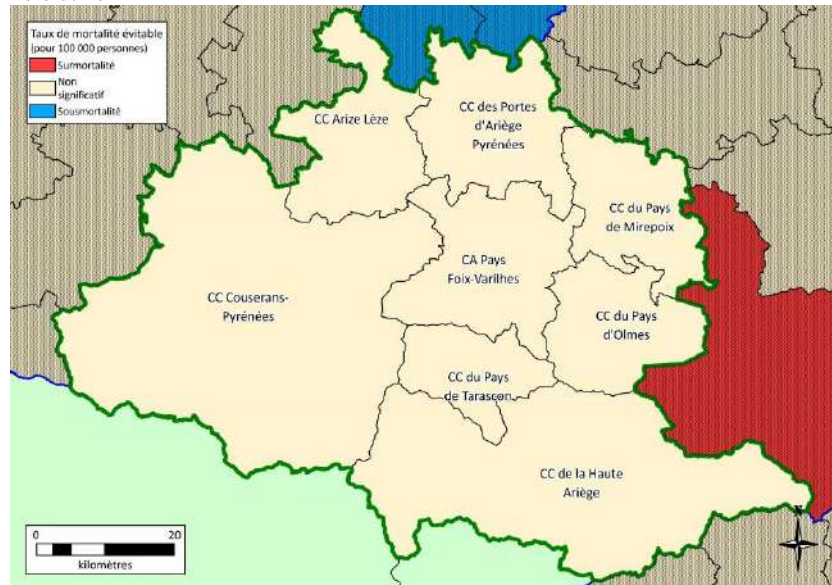 Taux de mortalité évitable
(pour 100 000 personnes)
Surmortalité
Non
significatif
Sousmortalité
CC Arize Lèze
CC des Portes
d'Ariège
Pyrénées
CC du Pays
de Mirepoix
CA Pays
Foix-Varilhes
CC Couserans-
Pyrénées
CC du Pays
d'Olmes
CC du Pays
de Tarascon
CC de la Haute
Ariège
N
0 20
kilomètres